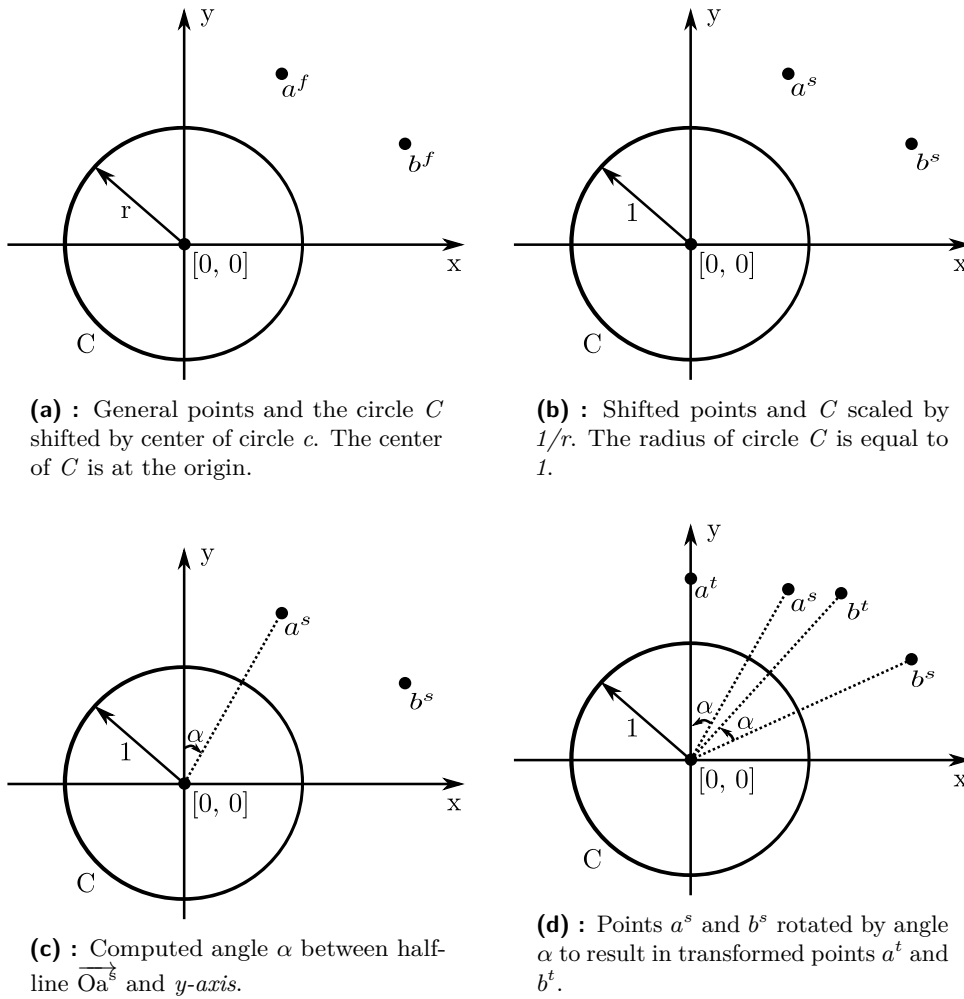 y
a^f
b^f
r
[0, 0]
x
C
(a) : General points and the circle C
shifted by center of circle c. The center
of C is at the origin.
y
a^s
b^s
1
[0, 0]
x
C
(b) : Shifted points and C scaled by
1/r. The radius of circle C is equal to
1.
y
a^s
b^s
α
1
[0, 0]
x
C
(c) : Computed angle α between half-
line Oa^s and y-axis.
y
a^t
a^s
b^t
b^s
α
α
1
[0, 0]
x
C
(d) : Points a^s and b^s rotated by angle
α to result in transformed points a^t and
b^t.